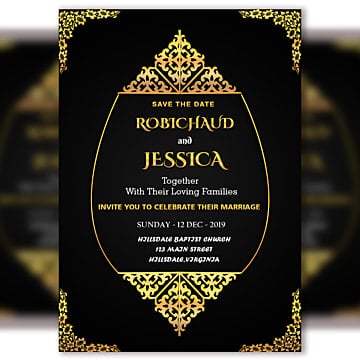 SAVE THE DATE
ROBICHAUD
and
JESSICA
Together
With Their Loving Families
INVITE YOU TO CELEBRATE THEIR MARRIAGE
SUNDAY - 12 DEC - 2019
HILLSDALE BAPTIST CHURCH
123 MAIN STREET
HILLSDALE,VIRGINIA